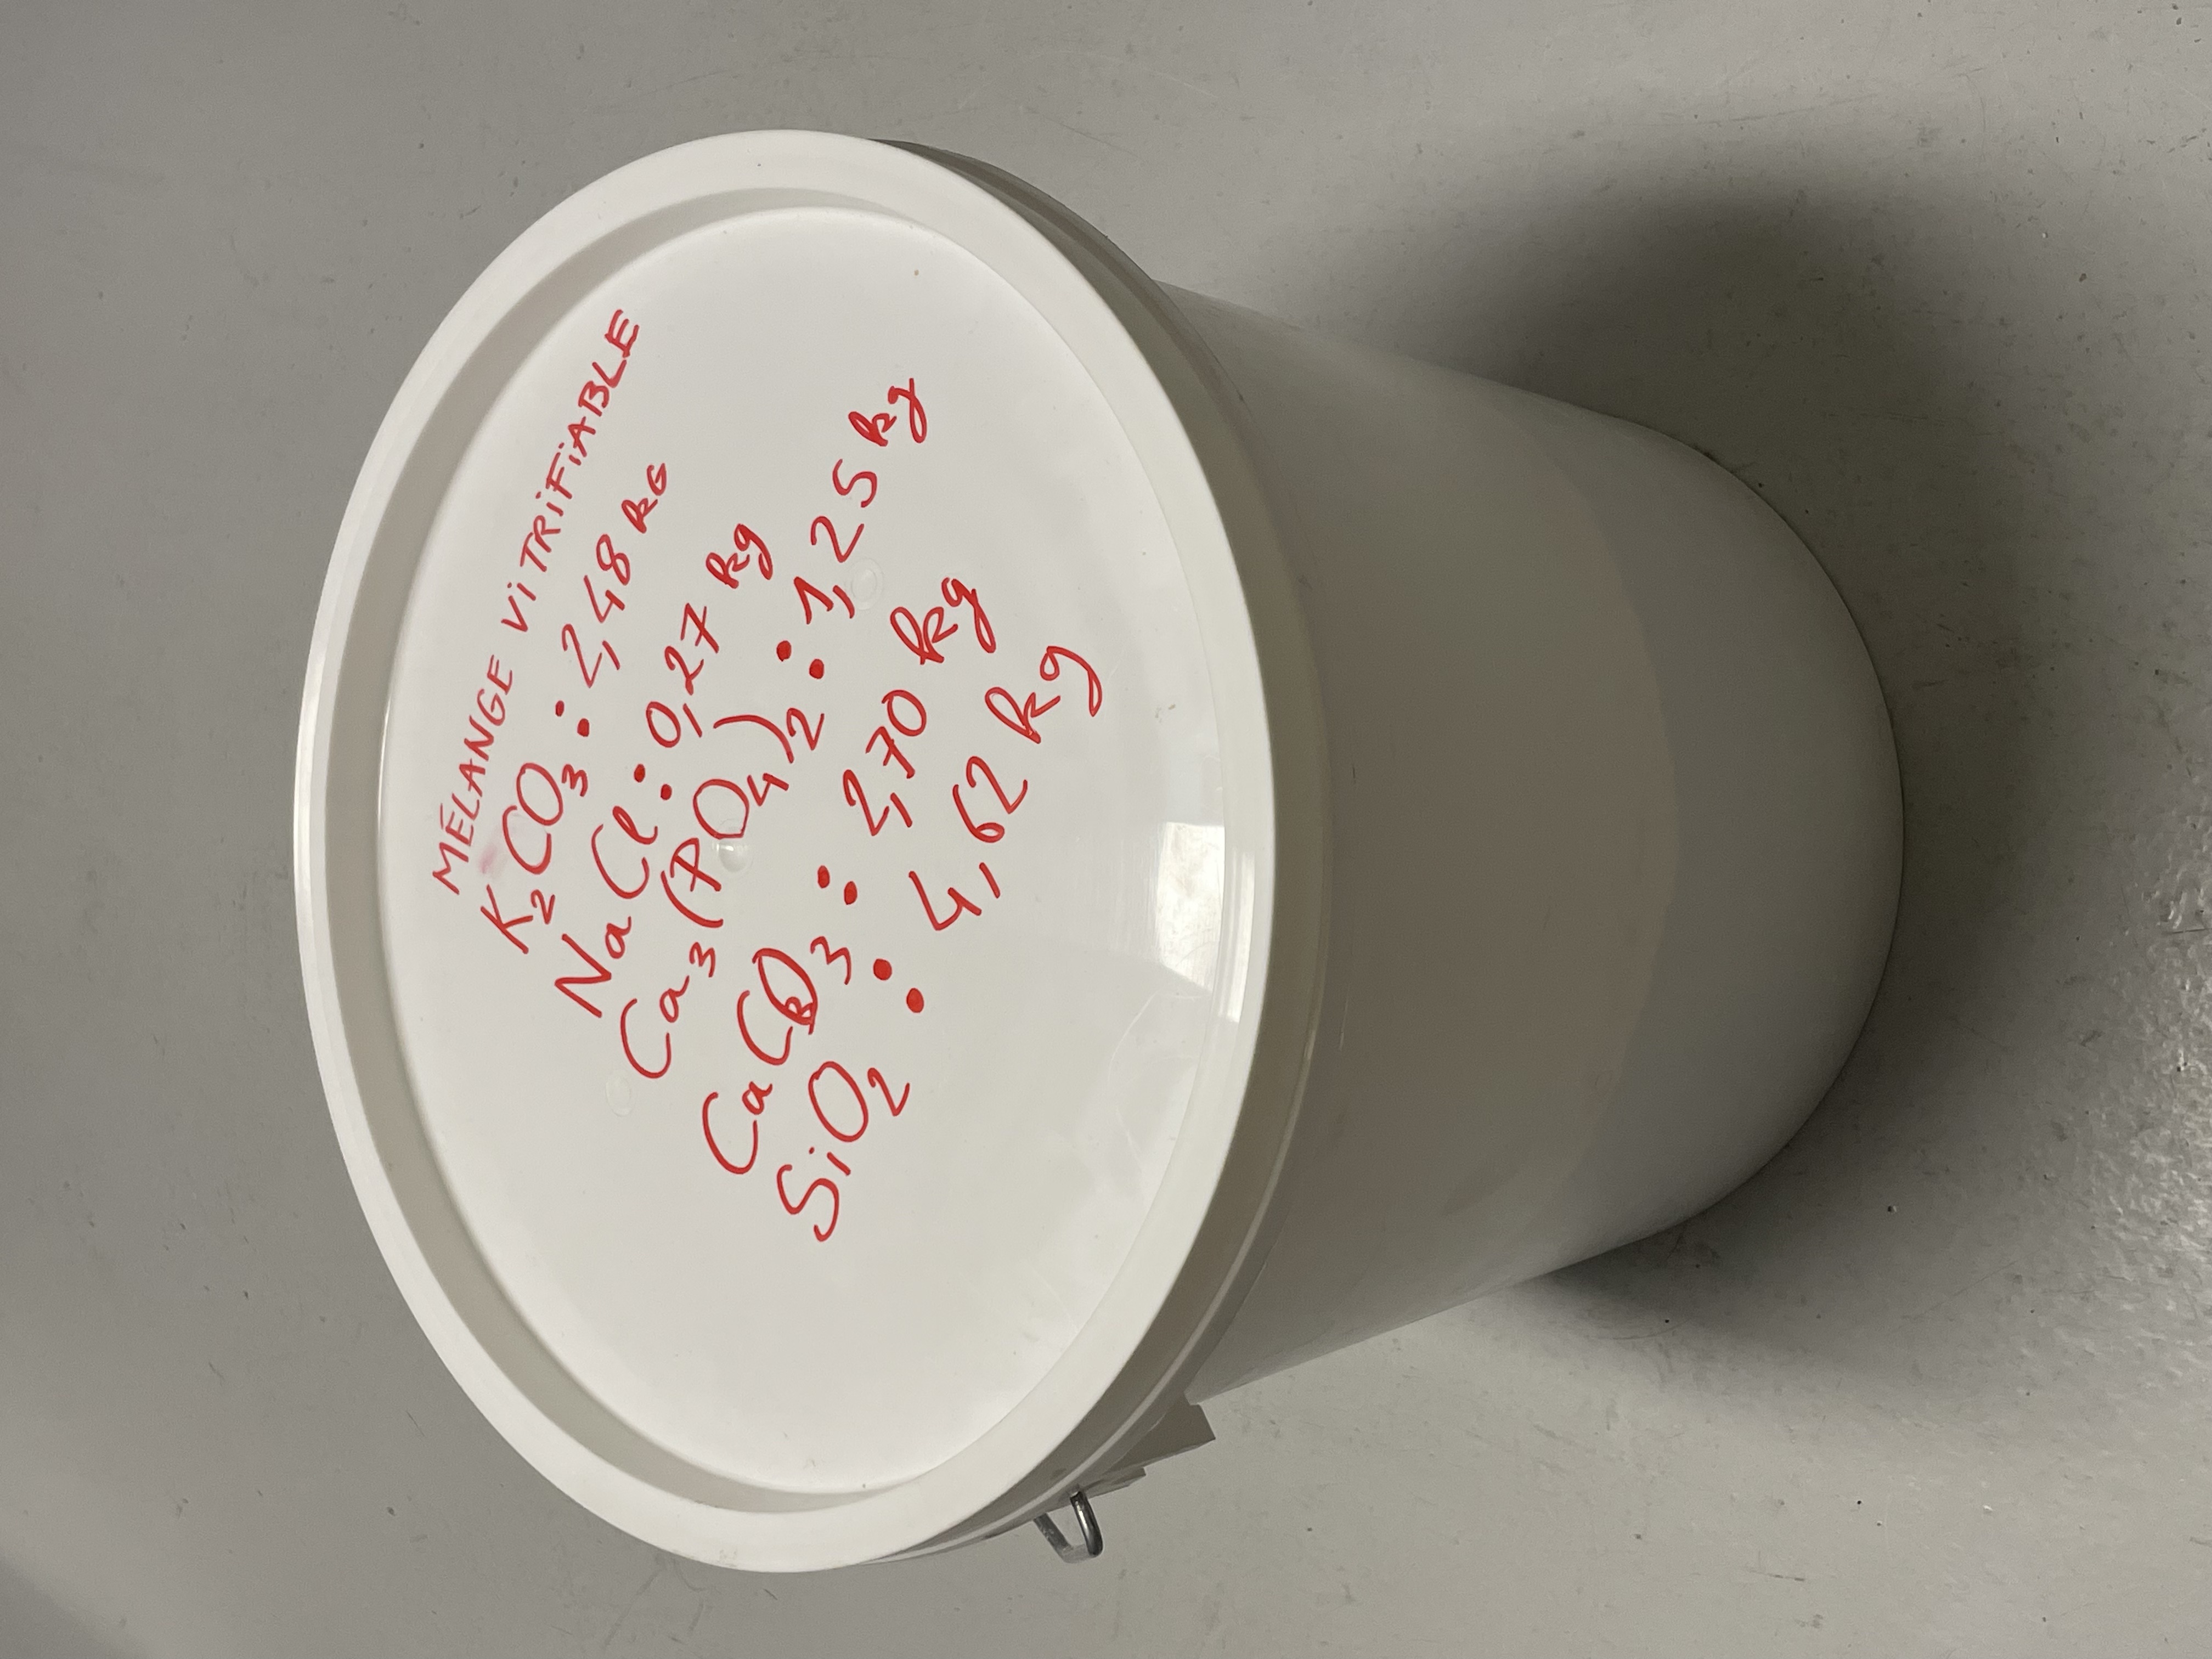 MÉLANGE ViTRiFiABLE
K₂CO₃ : 2,48 kG
NaCl : 0,27 kg
Ca₃(PO₄)₂ : 1,25 kg
CaCO₃ : 2,70 kg
SiO₂ : 4,62 kg